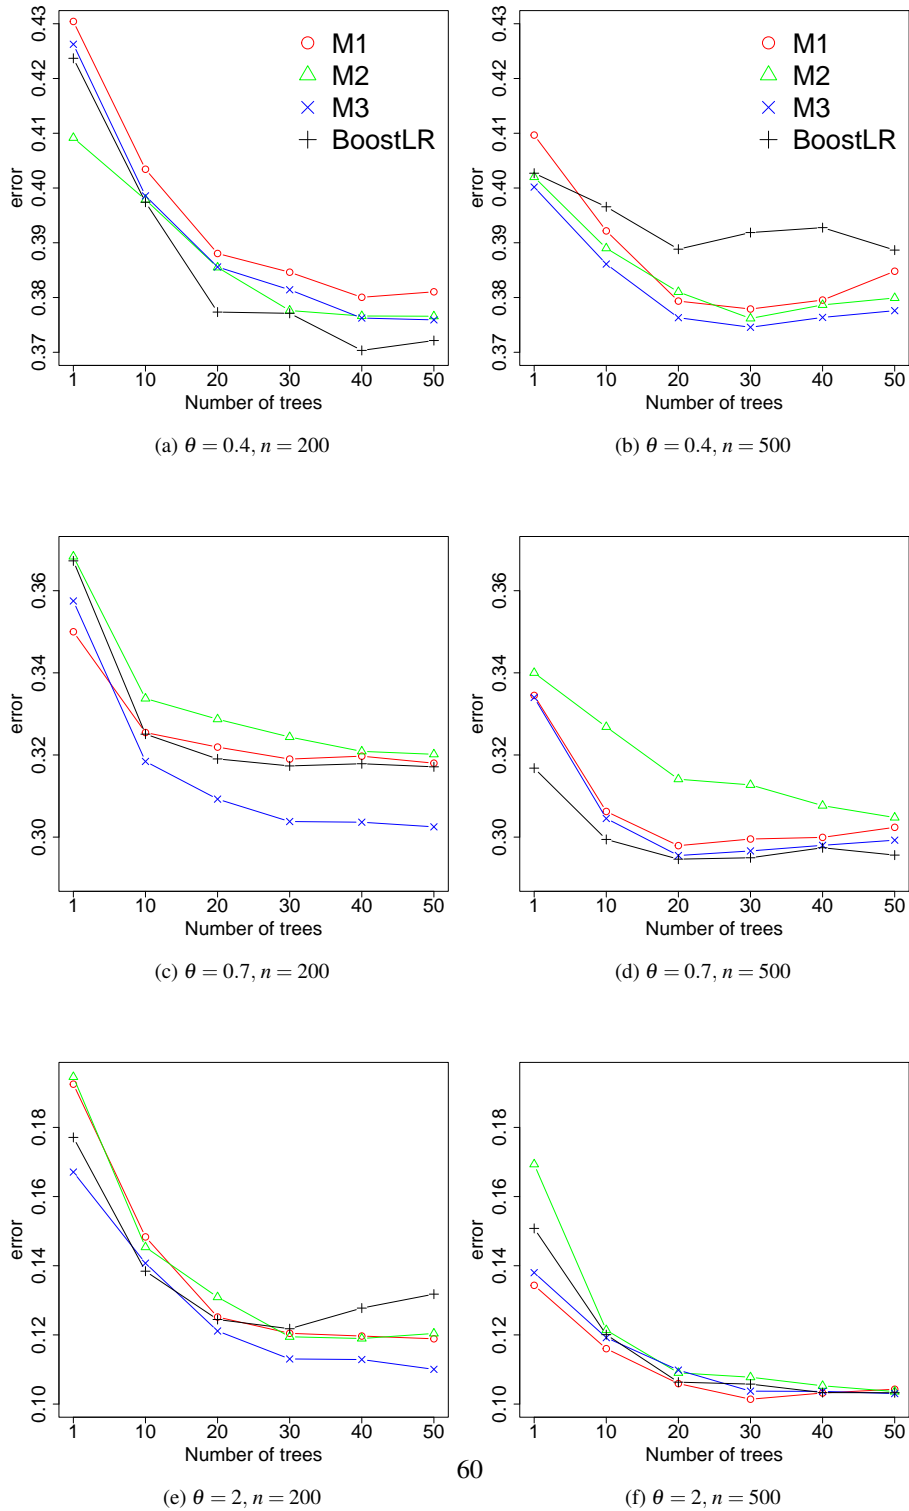 0.43
0.42
0.41
0.40
0.39
0.38
0.37
error
M1
M2
M3
BoostLR
1 10 20 30 40 50
Number of trees
(a) θ = 0.4, n = 200
0.43
0.42
0.41
0.40
0.39
0.38
0.37
error
M1
M2
M3
BoostLR
1 10 20 30 40 50
Number of trees
(b) θ = 0.4, n = 500
0.36
0.34
0.32
0.30
error
1 10 20 30 40 50
Number of trees
(c) θ = 0.7, n = 200
0.36
0.34
0.32
0.30
error
1 10 20 30 40 50
Number of trees
(d) θ = 0.7, n = 500
0.18
0.16
0.14
0.12
0.10
error
1 10 20 30 40 50
Number of trees
(e) θ = 2, n = 200
0.18
0.16
0.14
0.12
0.10
error
1 10 20 30 40 50
Number of trees
(f) θ = 2, n = 500
60